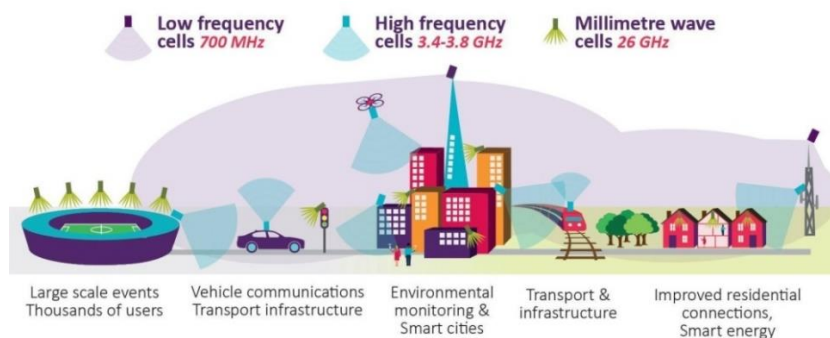 Low frequency
cells 700 MHz
High frequency
cells 3.4-3.8 GHz
Millimetre wave
cells 26 GHz
Large scale events
Thousands of users
Vehicle communications
Transport infrastructure
Environmental
monitoring &
Smart cities
Transport &
infrastructure
Improved residential
connections,
Smart energy